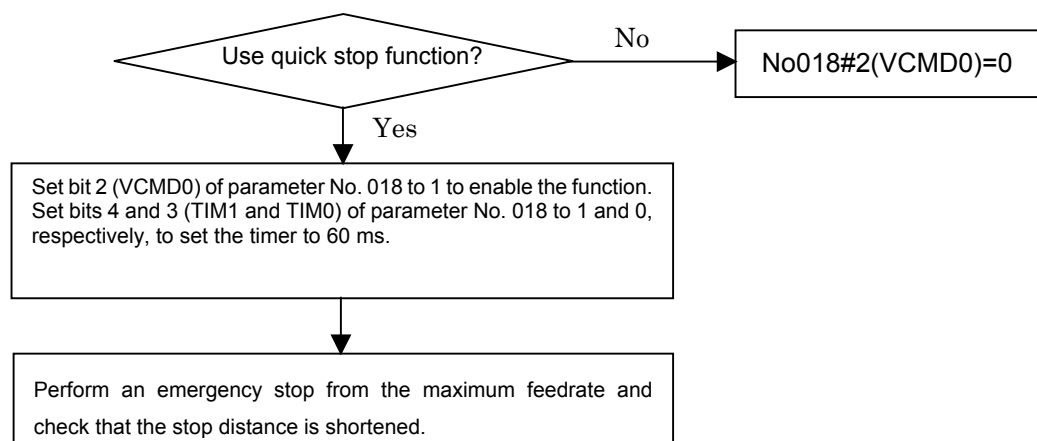 Use quick stop function?
No
No018#2(VCMD0)=0
Yes
Set bit 2 (VCMD0) of parameter No. 018 to 1 to enable the function.
Set bits 4 and 3 (TIM1 and TIM0) of parameter No. 018 to 1 and 0,
respectively, to set the timer to 60 ms.
Perform an emergency stop from the maximum feedrate and
check that the stop distance is shortened.